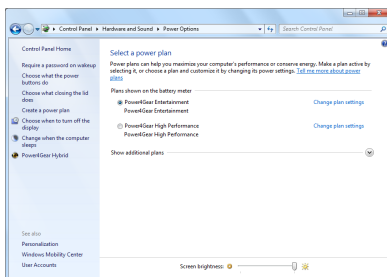 Control Panel ▸ Hardware and Sound ▸ Power Options
Search Control Panel
Control Panel Home
Require a password on wakeup
Choose what the power
buttons do
Choose what closing the lid
does
Create a power plan
Choose when to turn off the
display
Change when the computer
sleeps
Power4Gear Hybrid
Select a power plan
Power plans can help you maximize your computer's performance or conserve energy. Make a plan active by
selecting it, or choose a plan and customize it by changing its power settings. Tell me more about power
plans
Plans shown on the battery meter
Power4Gear Entertainment
Change plan settings
Power4Gear Entertainment
Power4Gear High Performance
Change plan settings
Power4Gear High Performance
Show additional plans
See also
Personalization
Windows Mobility Center
User Accounts
Screen brightness: